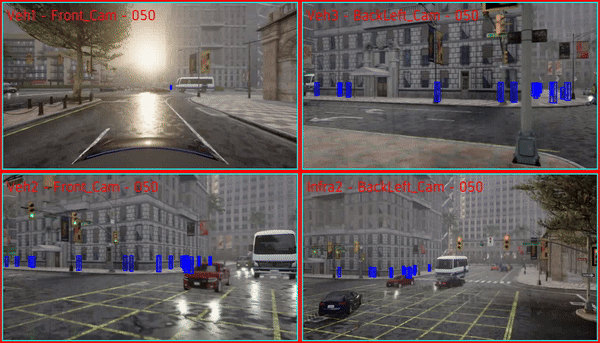 Veh1 - Front_Cam - 050
Veh3 - BackLeft_Cam - 050
Veh2 - Front_Cam - 050
Infra2 - BackLeft_Cam - 050